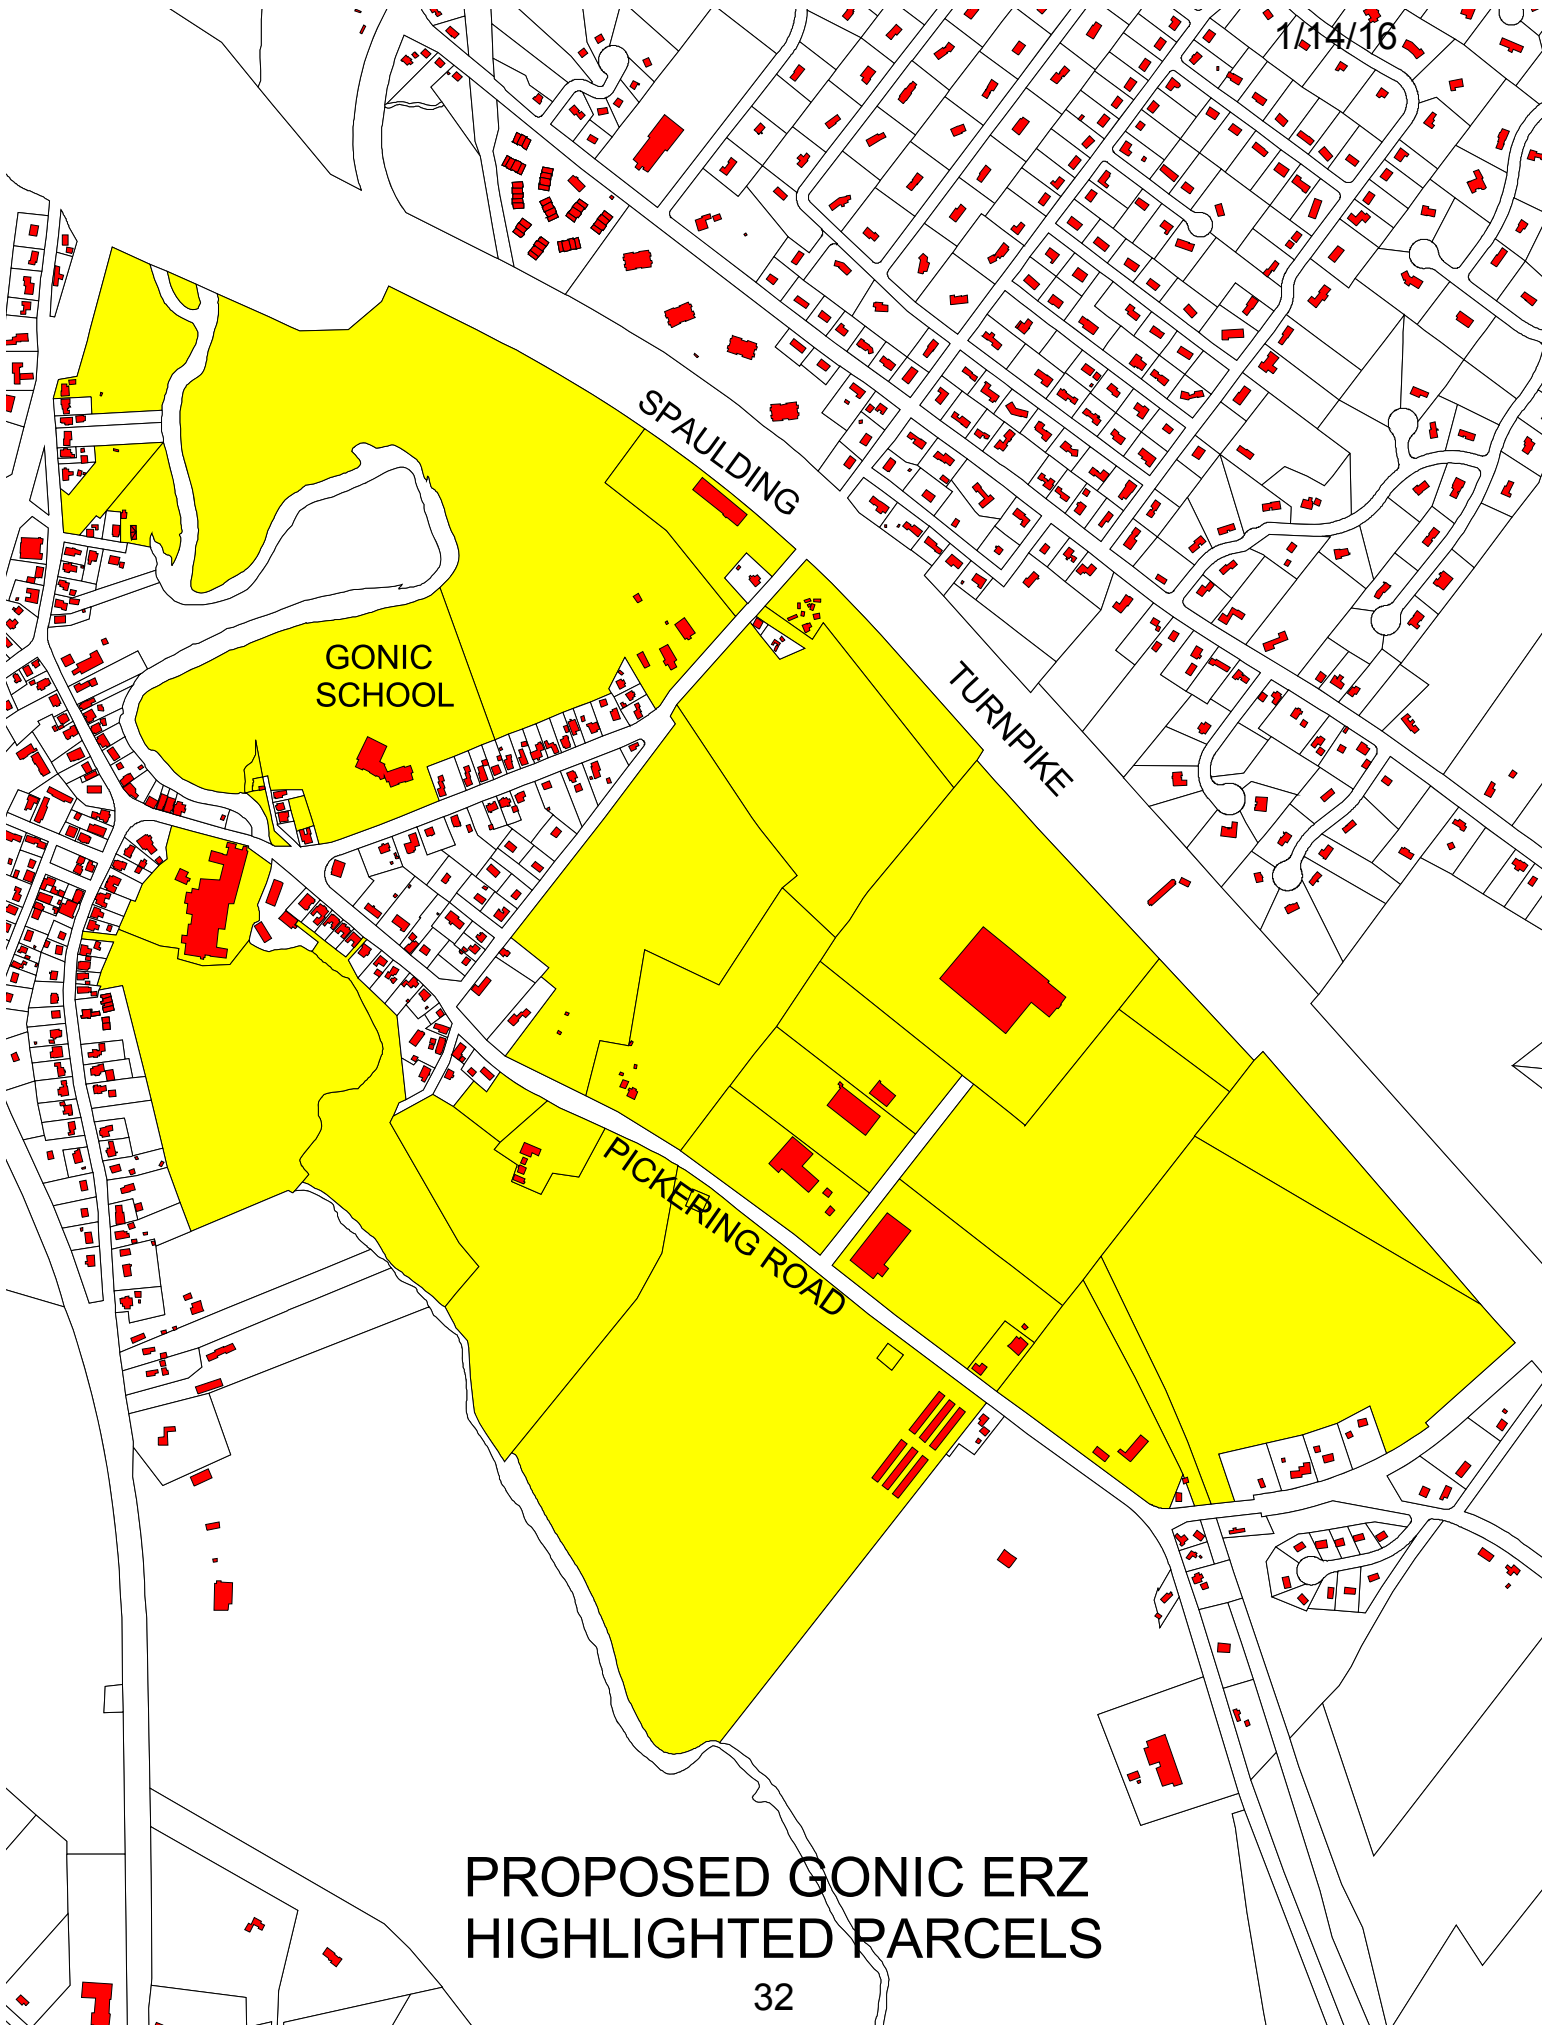 1/14/16
SPAULDING
TURNPIKE
GONIC
SCHOOL
PICKERING ROAD
PROPOSED GONIC ERZ
HIGHLIGHTED PARCELS
32